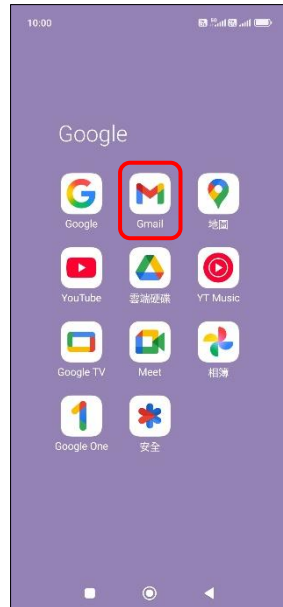 10:00
Google
Google
Gmail
地圖
YouTube
雲端硬碟
YT Music
Google TV
Meet
相簿
Google One
安全